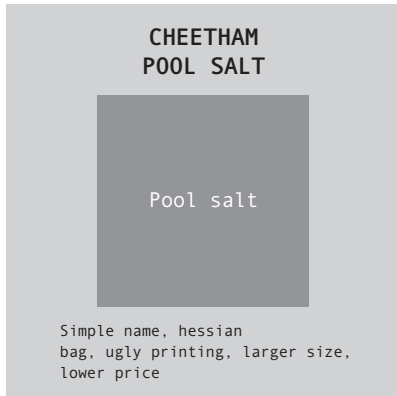 CHEETHAM
POOL SALT
Pool salt
Simple name, hessian
bag, ugly printing, larger size,
lower price